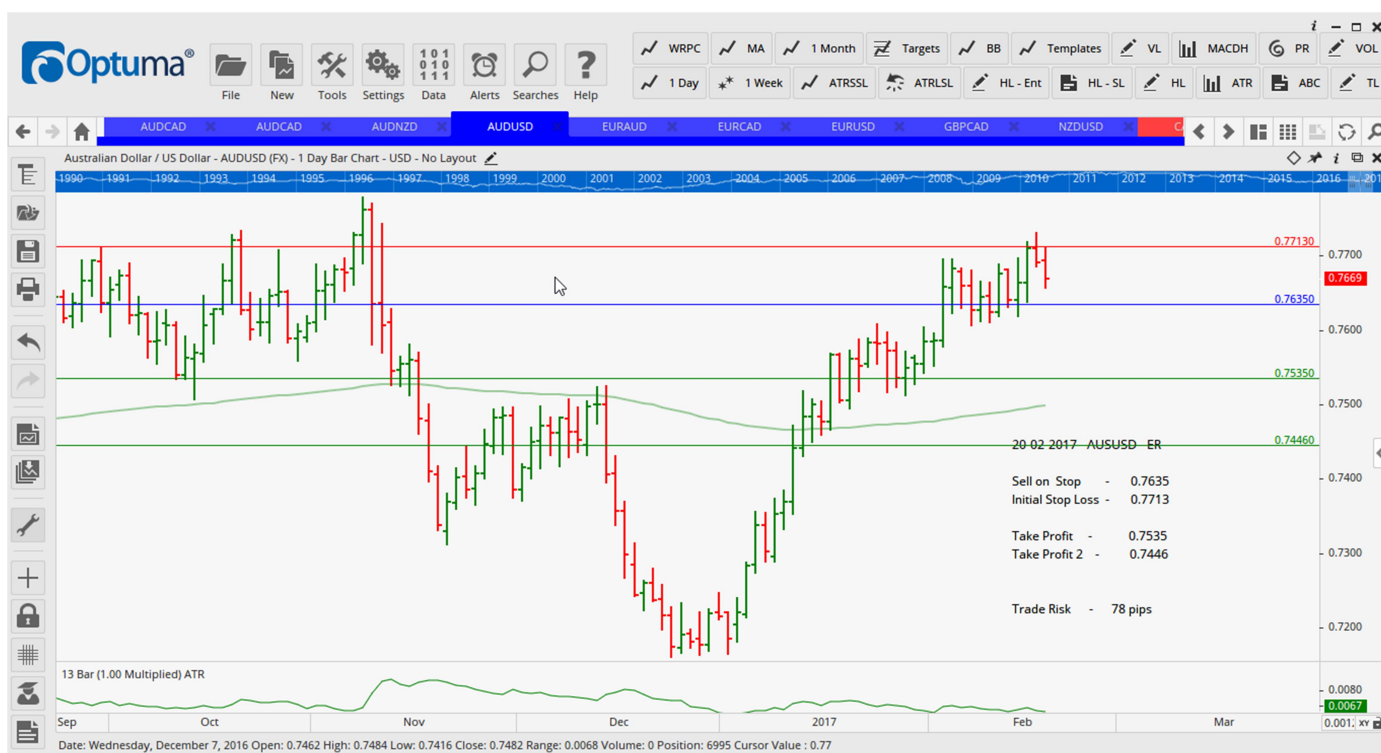 i
Optuma®
File New Tools Settings Data Alerts Searches Help
101
010
111
WRPC MA 1 Month Targets BB Templates VL MACDH PR VOL
1 Day 1 Week ATRSSL ATRLSL HL - Ent HL - SL HL ATR ABC TL
AUDCAD AUDCAD AUDNZD AUDUSD EURAUD EURCAD EURUSD GBPCAD NZDUSD
Australian Dollar / US Dollar - AUDUSD (FX) - 1 Day Bar Chart - USD - No Layout
1990 1991 1992 1993 1994 1995 1996 1997 1998 1999 2000 2001 2002 2003 2004 2005 2006 2007 2008 2009 2010 2011 2012 2013 2014 2015 2016 201
0.77130
0.7700
0.7669
0.76350
0.7600
0.75350
0.7500
0.74460
20 02 2017 AUSUSD ER
Sell on Stop - 0.7635
0.7400
Initial Stop Loss - 0.7713
Take Profit - 0.7535
Take Profit 2 - 0.7446
0.7300
Trade Risk - 78 pips
0.7200
13 Bar (1.00 Multiplied) ATR
0.0080
0.0067
Sep Oct Nov Dec 2017 Feb Mar 0.001 XY
Date: Wednesday, December 7, 2016 Open: 0.7462 High: 0.7484 Low: 0.7416 Close: 0.7482 Range: 0.0068 Volume: 0 Position: 6995 Cursor Value : 0.77